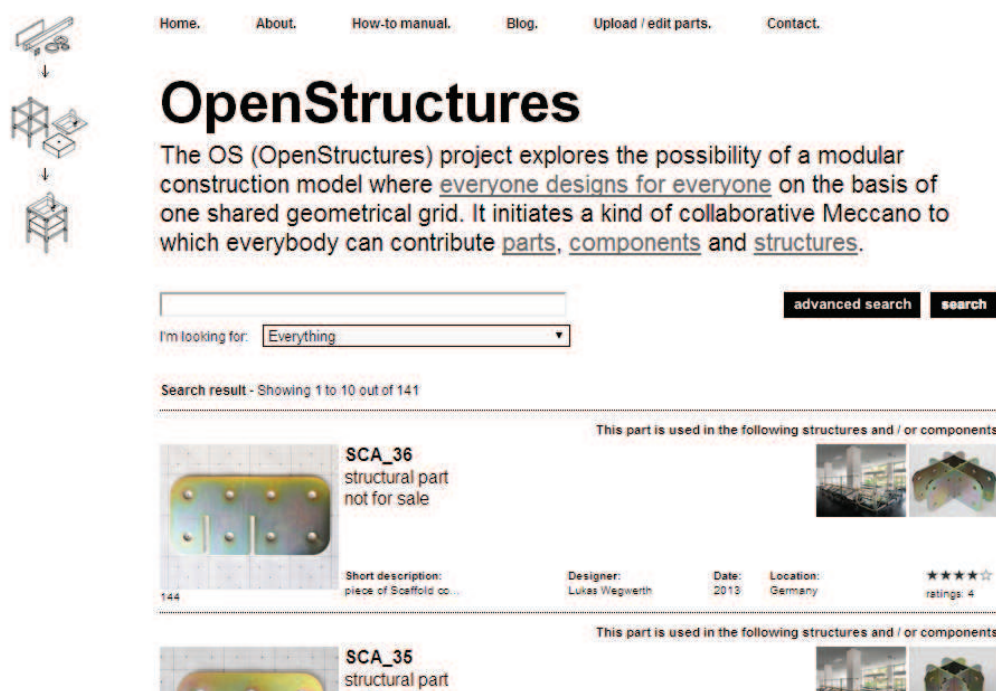 Home. About. How-to manual. Blog. Upload / edit parts. Contact.
OpenStructures
The OS (OpenStructures) project explores the possibility of a modular
construction model where everyone designs for everyone on the basis of
one shared geometrical grid. It initiates a kind of collaborative Meccano to
which everybody can contribute parts, components and structures.
advanced search search
I'm looking for: Everything
Search result - Showing 1 to 10 out of 141
This part is used in the following structures and / or components
SCA_36
structural part
not for sale
Short description: Designer: Date: Location: ★★★★☆
piece of Scaffold co... Lukas Wegwerth 2013 Germany ratings: 4
144
This part is used in the following structures and / or components
SCA_35
structural part